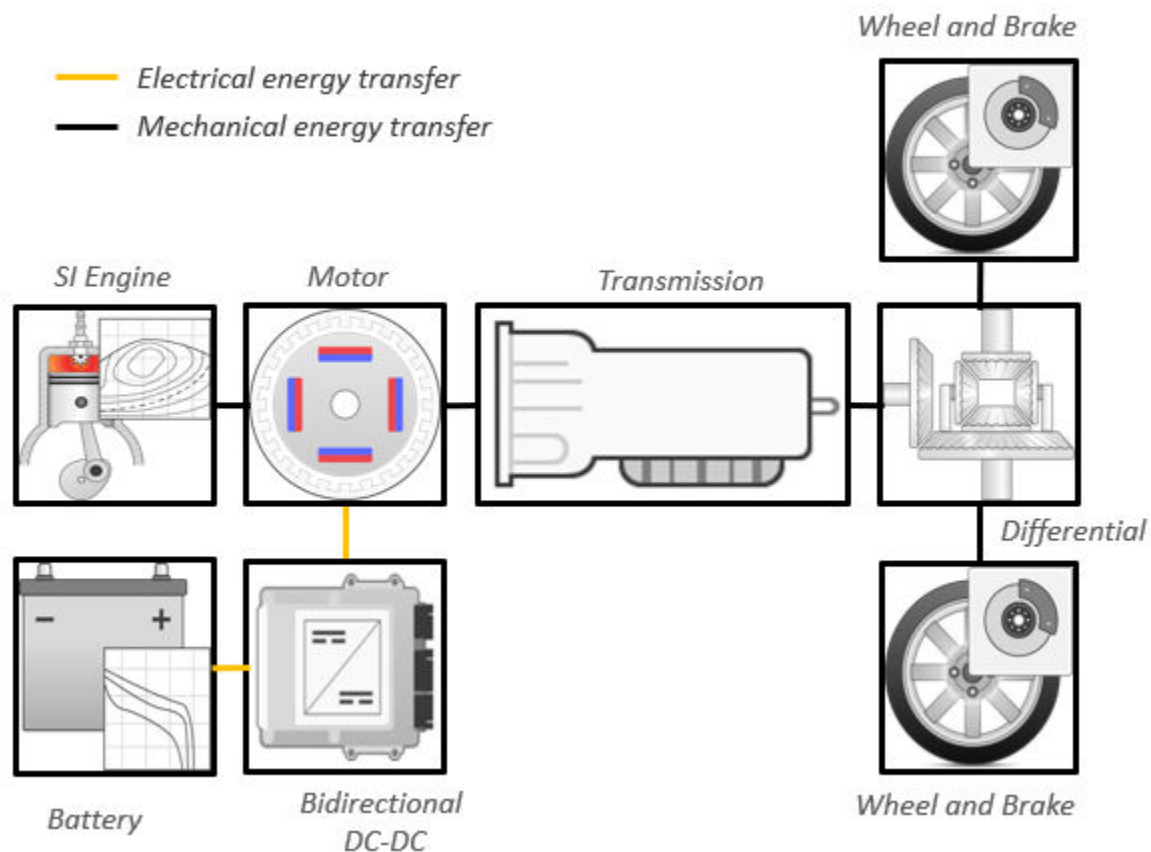 Wheel and Brake
Electrical energy transfer
Mechanical energy transfer
SI Engine
Motor
Transmission
Differential
- +
Battery
Bidirectional
DC-DC
Wheel and Brake